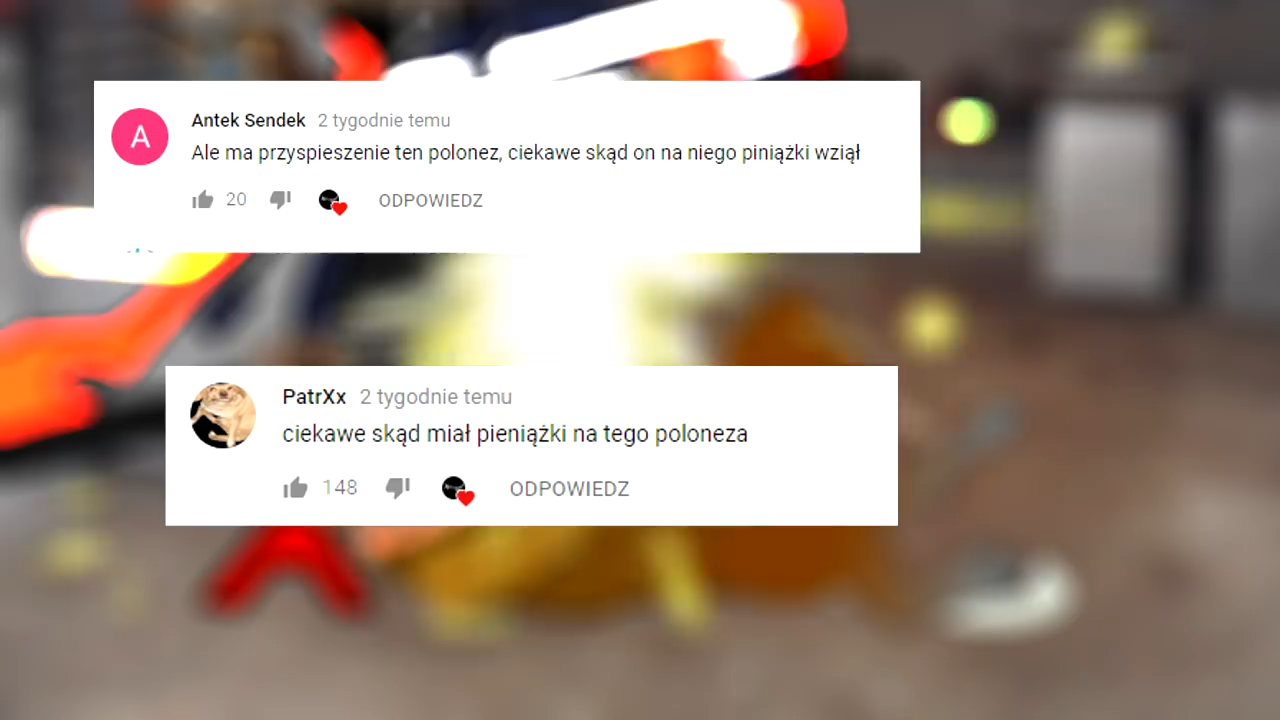 A
Antek Sendek 2 tygodnie temu
Ale ma przyspieszenie ten polonez, ciekawe skąd on na niego piniążki wziął
20 ODPOWIEDZ
PatrXx 2 tygodnie temu
ciekawe skąd miał pieniążki na tego poloneza
148 ODPOWIEDZ